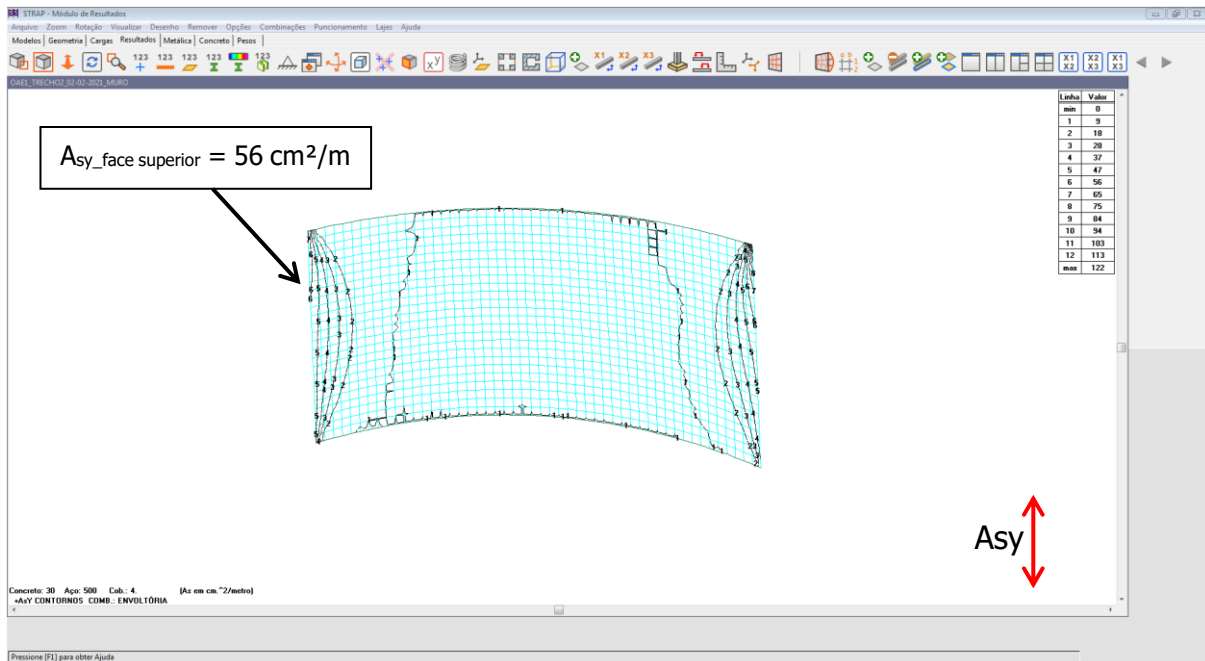 STRAP - Módulo de Resultados
Arquivo Zoom Rotação Visualizar Desenho Remover Opções Combinações Puncionamento Lajes Ajuda
Modelos Geometria Cargas Resultados Metálica Concreto Pesos
OAE1_TRECHO2_02-02-2021_MURO
Asy_face superior = 56 cm²/m
Linha Valor
min 0
1 9
2 18
3 28
4 37
5 47
6 56
7 65
8 75
9 84
10 94
11 103
12 113
max 122
Asy
Concreto: 30 Aço: 500 Cob.: 4. (As em cm.^2/metro)
+AsY CONTORNOS COMB.: ENVOLTÓRIA
Pressione [F1] para obter Ajuda